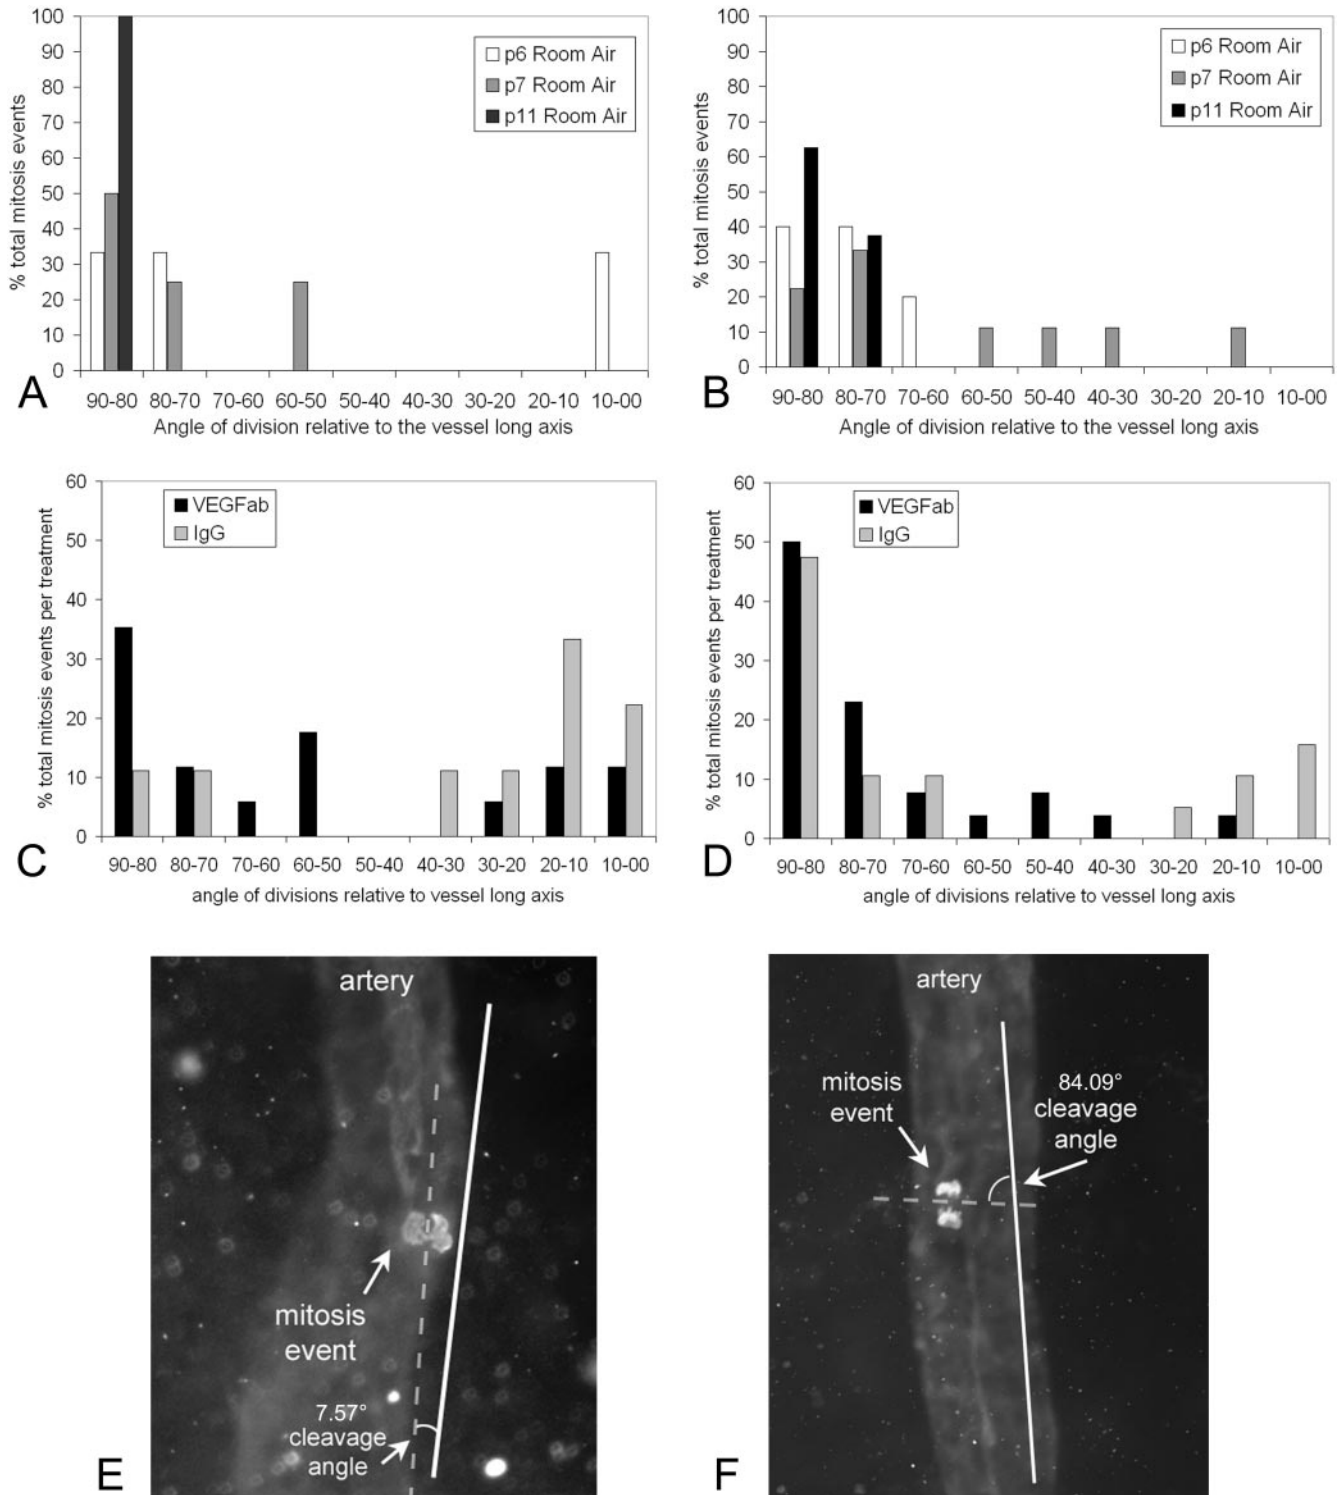 100
90
80
70
60
50
40
30
20
10
0
% total mitosis events
p6 Room Air
p7 Room Air
p11 Room Air
90-80 80-70 70-60 60-50 50-40 40-30 30-20 20-10 10-00
Angle of division relative to the vessel long axis
A
100
90
80
70
60
50
40
30
20
10
0
% total mitosis events
p6 Room Air
p7 Room Air
p11 Room Air
90-80 80-70 70-60 60-50 50-40 40-30 30-20 20-10 10-00
Angle of division relative to the vessel long axis
B
60
50
40
30
20
10
0
% total mitosis events per treatment
VEGFab
IgG
90-80 80-70 70-60 60-50 50-40 40-30 30-20 20-10 10-00
angle of divisions relative to vessel long axis
C
60
50
40
30
20
10
0
% total mitosis events per treatment
VEGFab
IgG
90-80 80-70 70-60 60-50 50-40 40-30 30-20 20-10 10-00
angle of divisions relative to vessel long axis
D
artery
mitosis
event
7.57°
cleavage
angle
E
artery
mitosis
event
84.09°
cleavage
angle
F